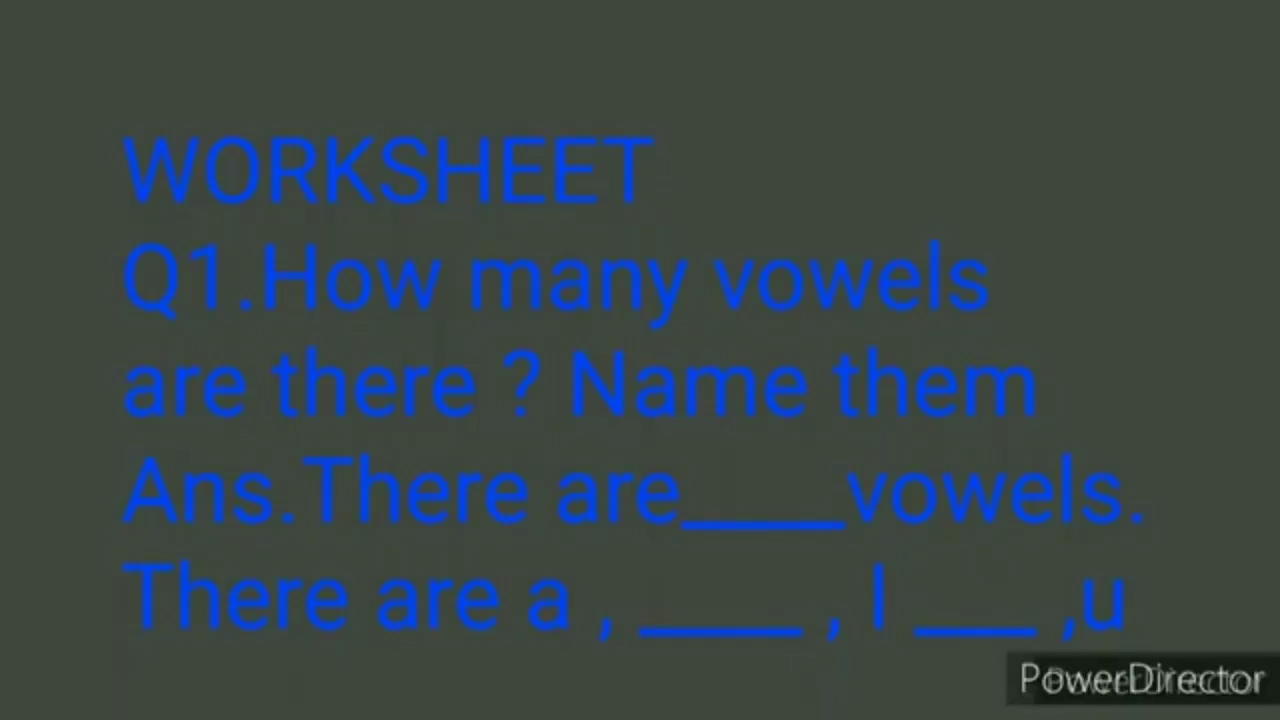 WORKSHEET
Q1.How many vowels
are there ? Name them
Ans.There are____vowels.
There are a , ____ , I ___ ,u
PowerDirector